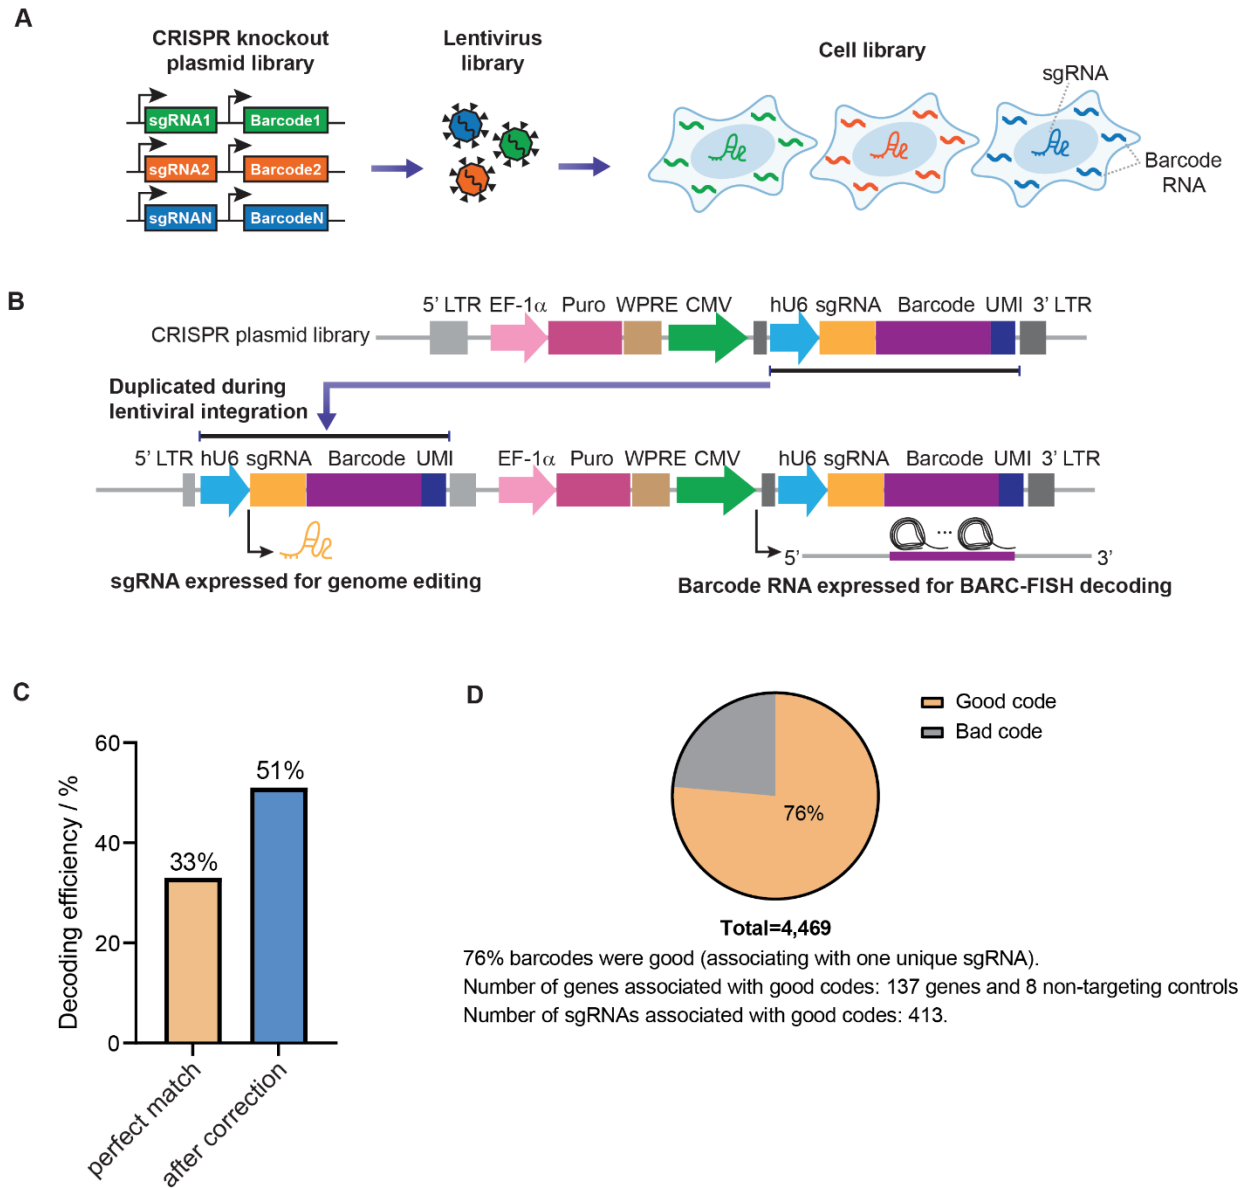 A
CRISPR knockout
plasmid library
Lentivirus
library
Cell library
sgRNA
sgRNA1 Barcode1
sgRNA2 Barcode2
sgRNAN BarcodeN
Barcode
RNA
B
5' LTR EF-1α Puro WPRE CMV hU6 sgRNA Barcode UMI 3' LTR
CRISPR plasmid library
Duplicated during
lentiviral integration
5' LTR hU6 sgRNA Barcode UMI EF-1α Puro WPRE CMV hU6 sgRNA Barcode UMI 3' LTR
...
5' 3'
sgRNA expressed for genome editing
Barcode RNA expressed for BARC-FISH decoding
C
Decoding efficiency / %
60
40
20
0
33%
51%
perfect match
after correction
D
Good code
Bad code
76%
Total=4,469
76% barcodes were good (associating with one unique sgRNA).
Number of genes associated with good codes: 137 genes and 8 non-targeting controls
Number of sgRNAs associated with good codes: 413.